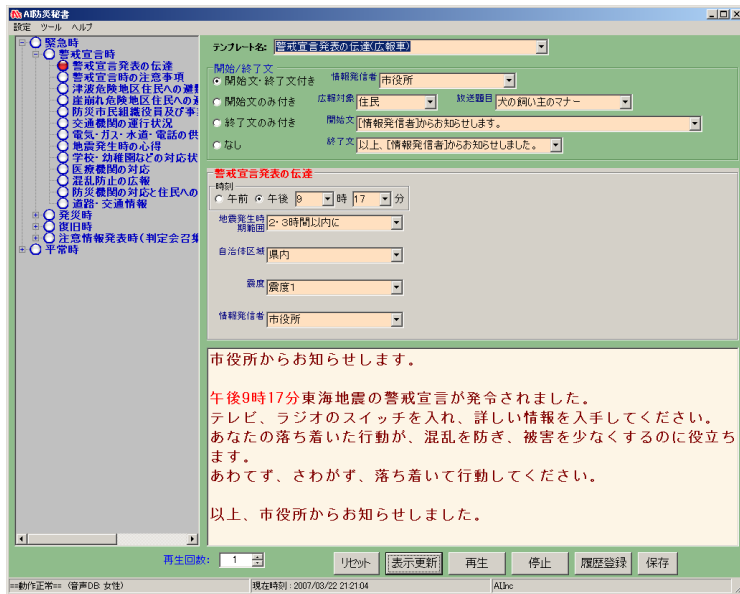 AI防災秘書
設定 ツール ヘルプ
緊急時
警戒宣言時
警戒宣言発表の伝達
警戒宣言時の注意事項
津波危険地区住民への避難
崖崩れ危険地区住民への
防災市民組織役員及び事
交通機関の運行状況
電気・ガス・水道・電話の供
地震発生時の心得
学校・幼稚園などの対応状
医療機関の対応
混乱防止の広報
防災機関の対応と住民への
道路・交通情報
発災時
復旧時
注意情報発表時(判定会召集
平常時
テンプレート名: 警戒宣言発表の伝達(広報車)
開始/終了文
開始文・終了文付き 情報発信者 市役所
開始文のみ付き 広報対象 住民 放送題目 犬の飼い主のマナー
終了文のみ付き 開始文 [情報発信者]からお知らせします。
なし 終了文 以上、[情報発信者]からお知らせしました。
警戒宣言発表の伝達
時刻
午前 午後 9 時 17 分
地震発生時
期範囲 2・3時間以内に
自治体区域 県内
震度 震度1
情報発信者 市役所
市役所からお知らせします。
午後9時17分東海地震の警戒宣言が発令されました。
テレビ、ラジオのスイッチを入れ、詳しい情報を入手してください。
あなたの落ち着いた行動が、混乱を防ぎ、被害を少なくするのに役立ち
ます。
あわてず、さわがず、落ち着いて行動してください。
以上、市役所からお知らせしました。
再生回数: 1 リセット 表示更新 再生 停止 履歴登録 保存
==動作正常== (音声DB: 女性) 現在時刻 : 2007/03/22 21:21:04 AI,Inc